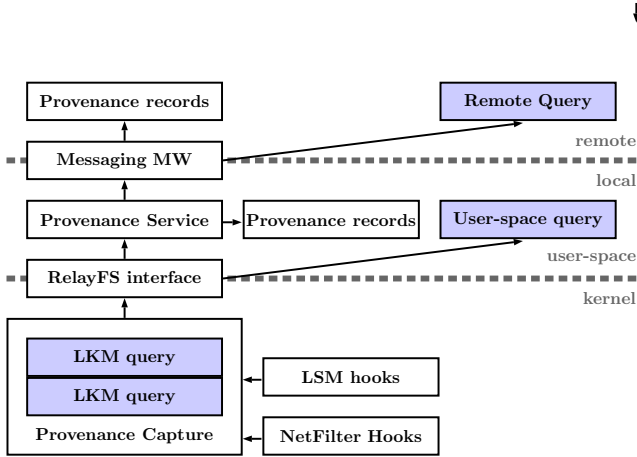 Provenance records
Remote Query
remote
Messaging MW
local
Provenance Service
Provenance records
User-space query
user-space
RelayFS interface
kernel
LKM query
LSM hooks
LKM query
Provenance Capture
NetFilter Hooks